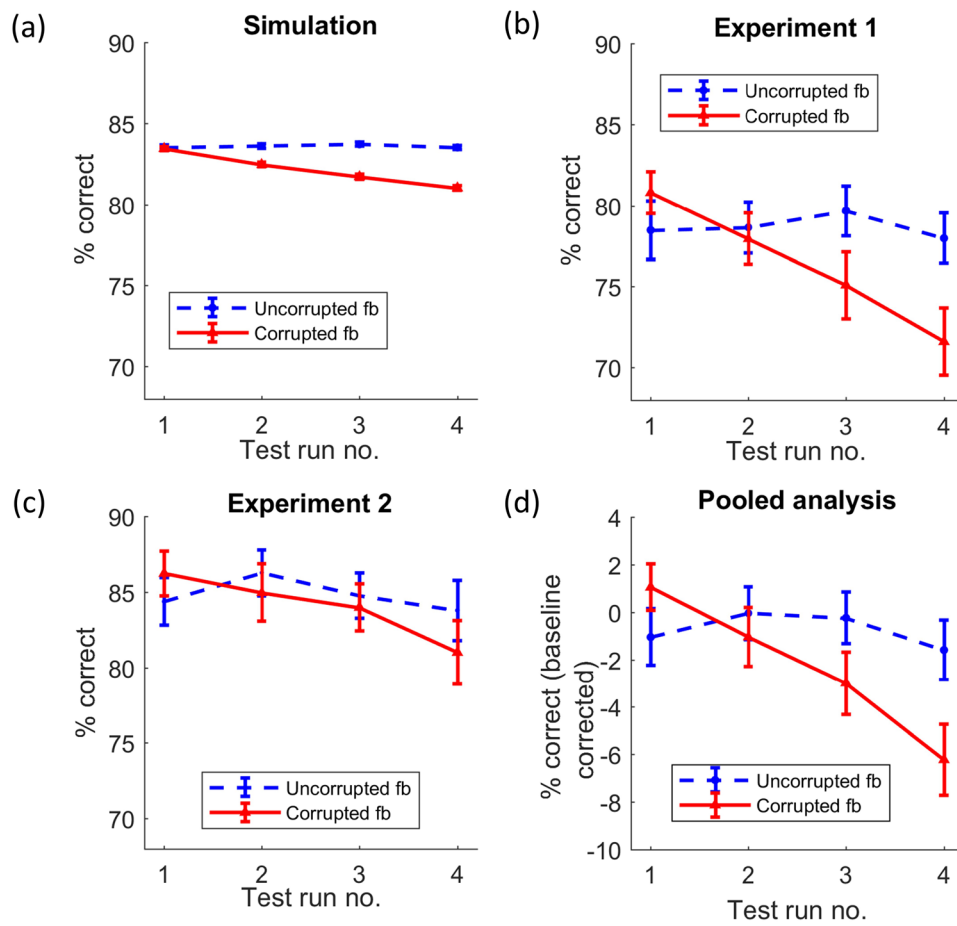 (a)
Simulation
90
85
80
75
70
% correct
Uncorrupted fb
Corrupted fb
1 2 3 4
Test run no.
(b)
Experiment 1
90
85
80
75
70
% correct
Uncorrupted fb
Corrupted fb
1 2 3 4
Test run no.
(c)
Experiment 2
90
85
80
75
70
% correct
Uncorrupted fb
Corrupted fb
1 2 3 4
Test run no.
(d)
Pooled analysis
4
2
0
-2
-4
-6
-8
-10
% correct (baseline
corrected)
Uncorrupted fb
Corrupted fb
1 2 3 4
Test run no.